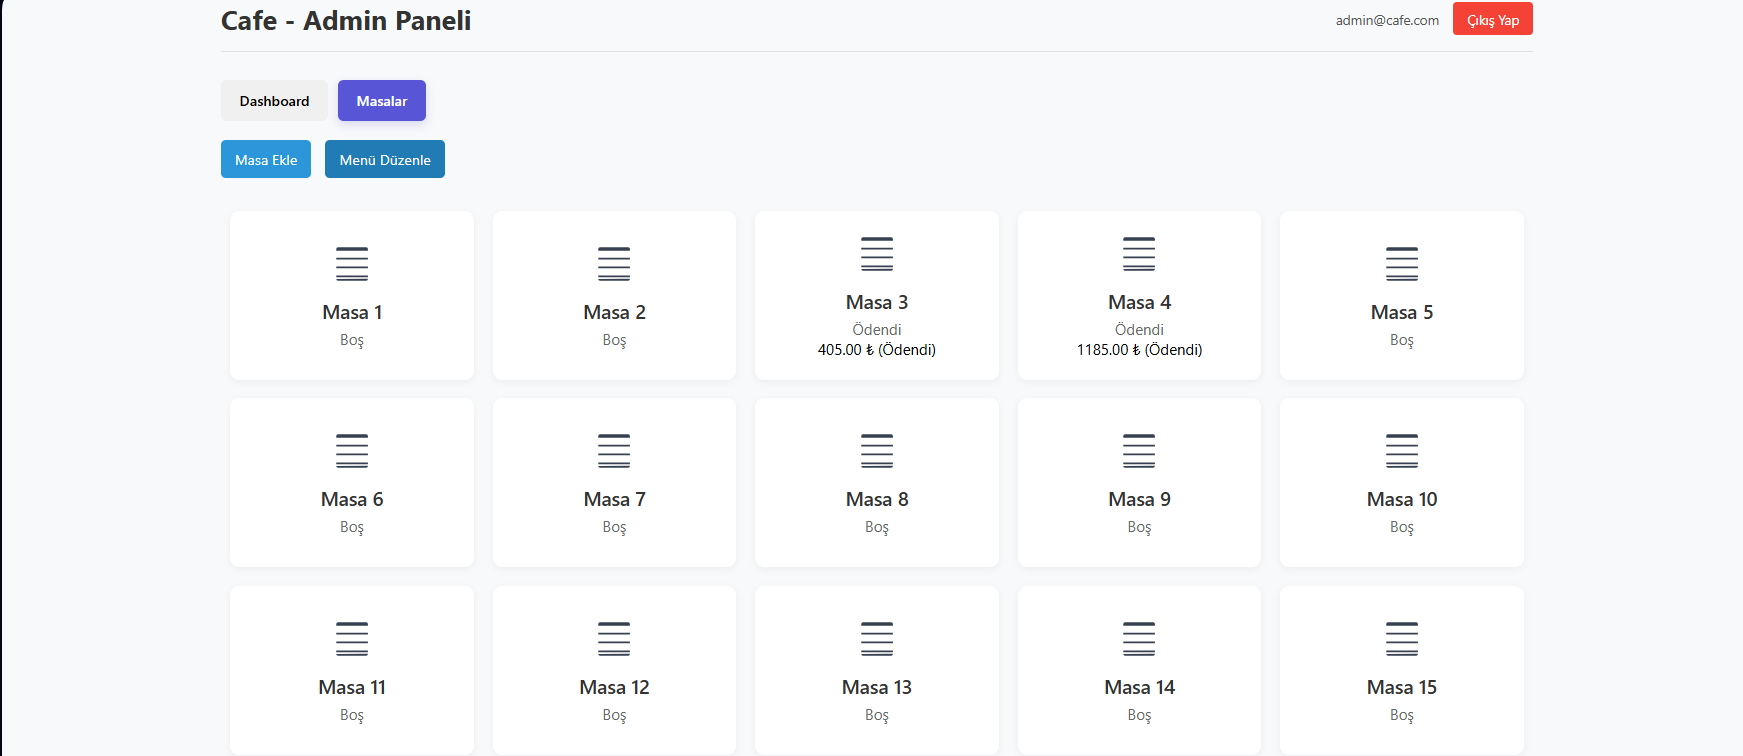 Cafe - Admin Paneli
admin@cafe.com
Çıkış Yap
Dashboard
Masalar
Masa Ekle
Menü Düzenle
Masa 1
Boş
Masa 2
Boş
Masa 3
Ödendi
405.00 ₺ (Ödendi)
Masa 4
Ödendi
1185.00 ₺ (Ödendi)
Masa 5
Boş
Masa 6
Boş
Masa 7
Boş
Masa 8
Boş
Masa 9
Boş
Masa 10
Boş
Masa 11
Boş
Masa 12
Boş
Masa 13
Boş
Masa 14
Boş
Masa 15
Boş